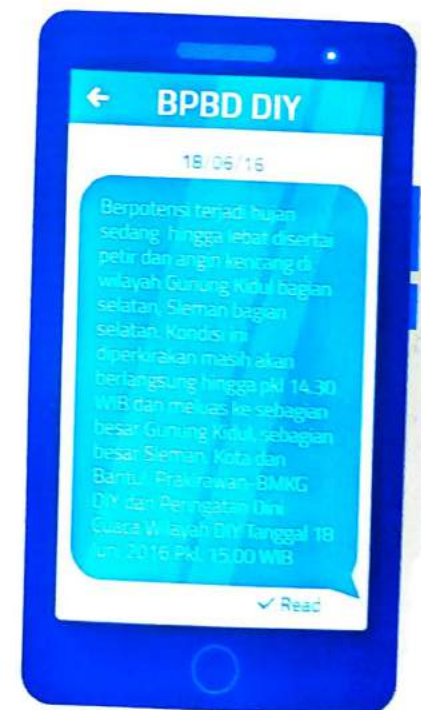 BPBD DIY
18/06/16
Berpotensi terjadi hujan
sedang hingga lebat disertai
petir dan angin kencang di
wilayah Gunung Kidul bagian
selatan, Sleman bagian
selatan. Kondisi ini
diperkirakan masih akan
berlangsung hingga pkl 14.30
WIB dan meluas ke sebagian
besar Gunung Kidul, sebagian
besar Sleman, Kota dan
Bantul. Prakirawan-BMKG
DIY dan Peringatan Dini
Cuaca Wilayah DIY Tanggal 18
Juni 2016 Pkl. 15.00 WIB
Read